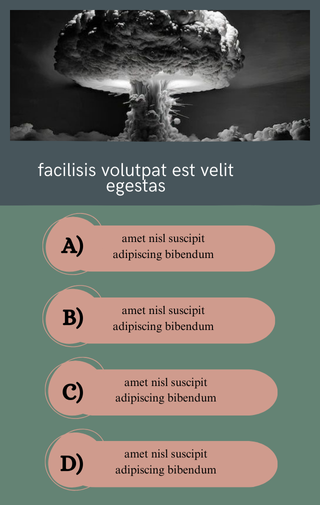 facilisis volutpat est velit
egestas
A)
amet nisl suscipit
adipiscing bibendum
B)
amet nisl suscipit
adipiscing bibendum
C)
amet nisl suscipit
adipiscing bibendum
D)
amet nisl suscipit
adipiscing bibendum